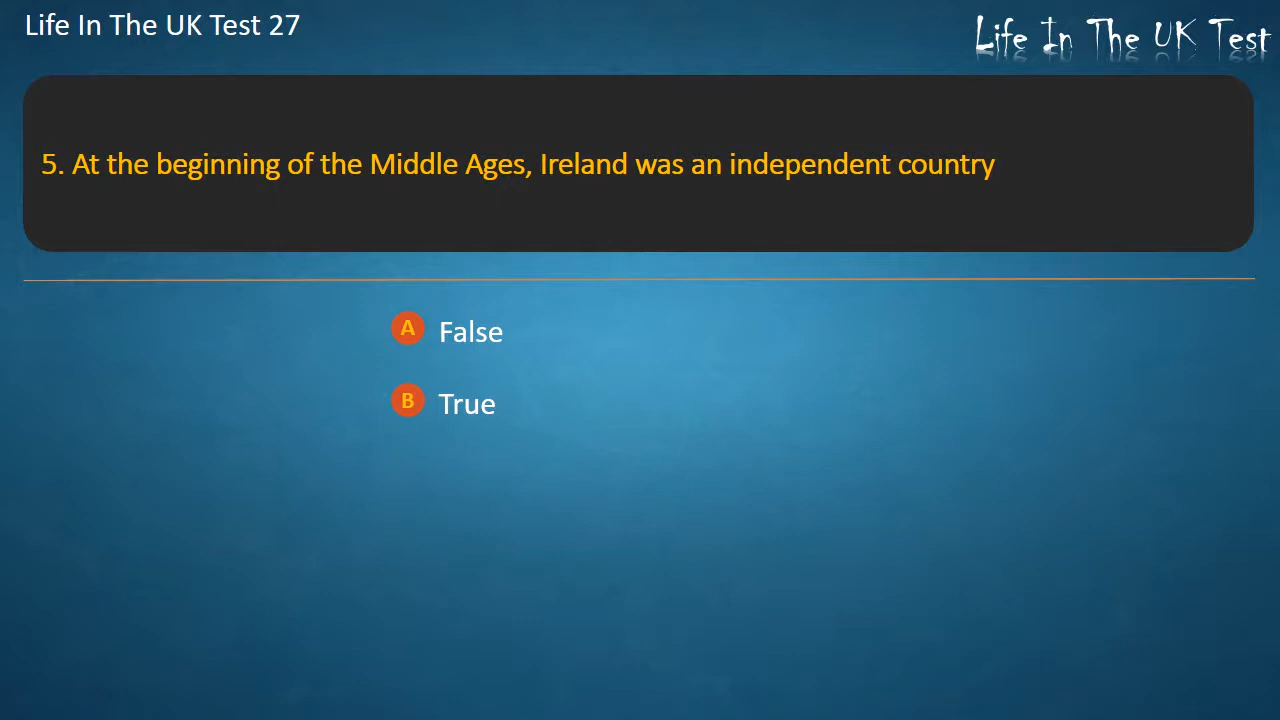 Life In The UK Test 27
Life In The UK Test
5. At the beginning of the Middle Ages, Ireland was an independent country
A False
B True